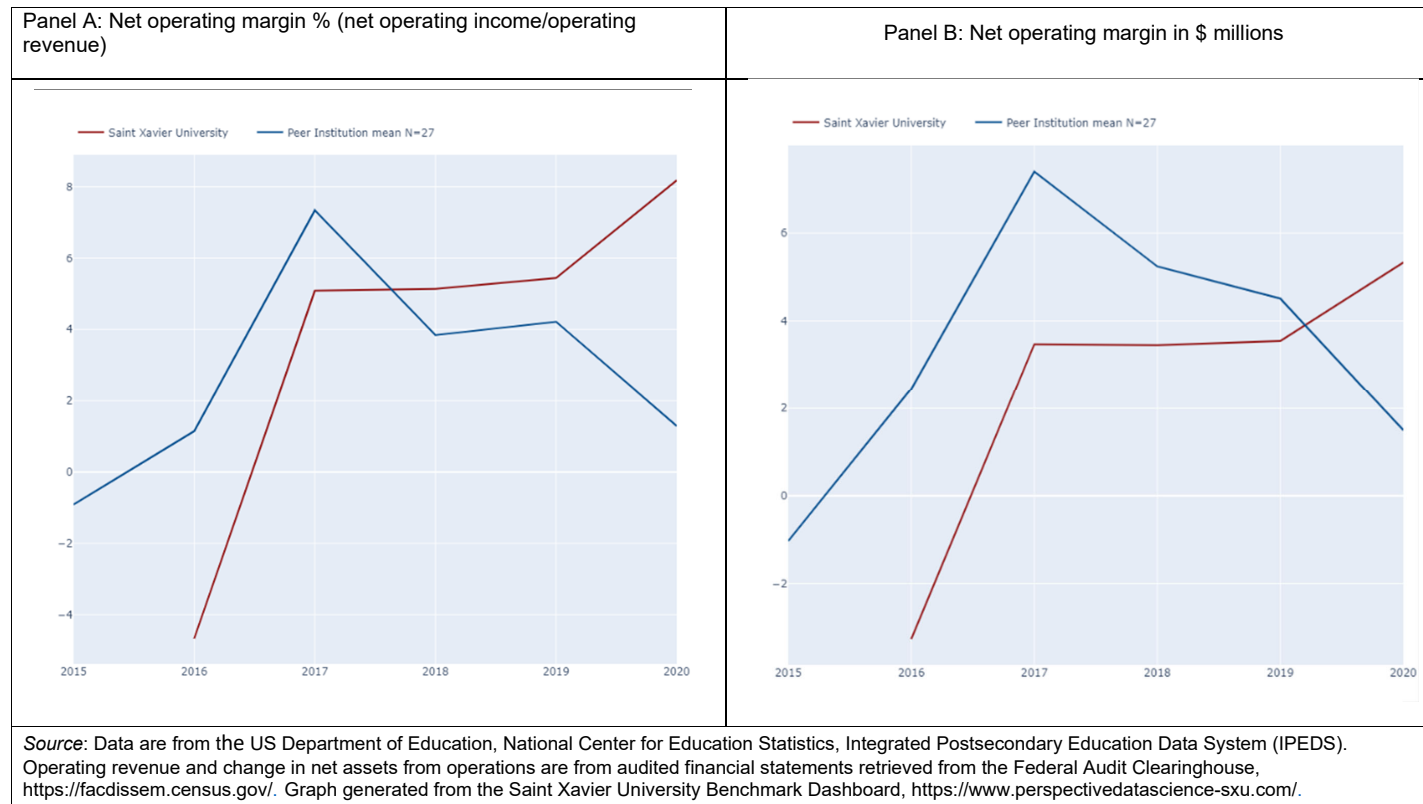 Panel A: Net operating margin % (net operating income/operating
revenue)
Panel B: Net operating margin in $ millions
Saint Xavier University
Peer Institution mean N=27
8
6
4
2
0
−2
−4
2015
2016
2017
2018
2019
2020
Saint Xavier University
Peer Institution mean N=27
6
4
2
0
−2
2015
2016
2017
2018
2019
2020
Source: Data are from the US Department of Education, National Center for Education Statistics, Integrated Postsecondary Education Data System (IPEDS).
Operating revenue and change in net assets from operations are from audited financial statements retrieved from the Federal Audit Clearinghouse,
https://facdissem.census.gov/. Graph generated from the Saint Xavier University Benchmark Dashboard, https://www.perspectivedatascience-sxu.com/.